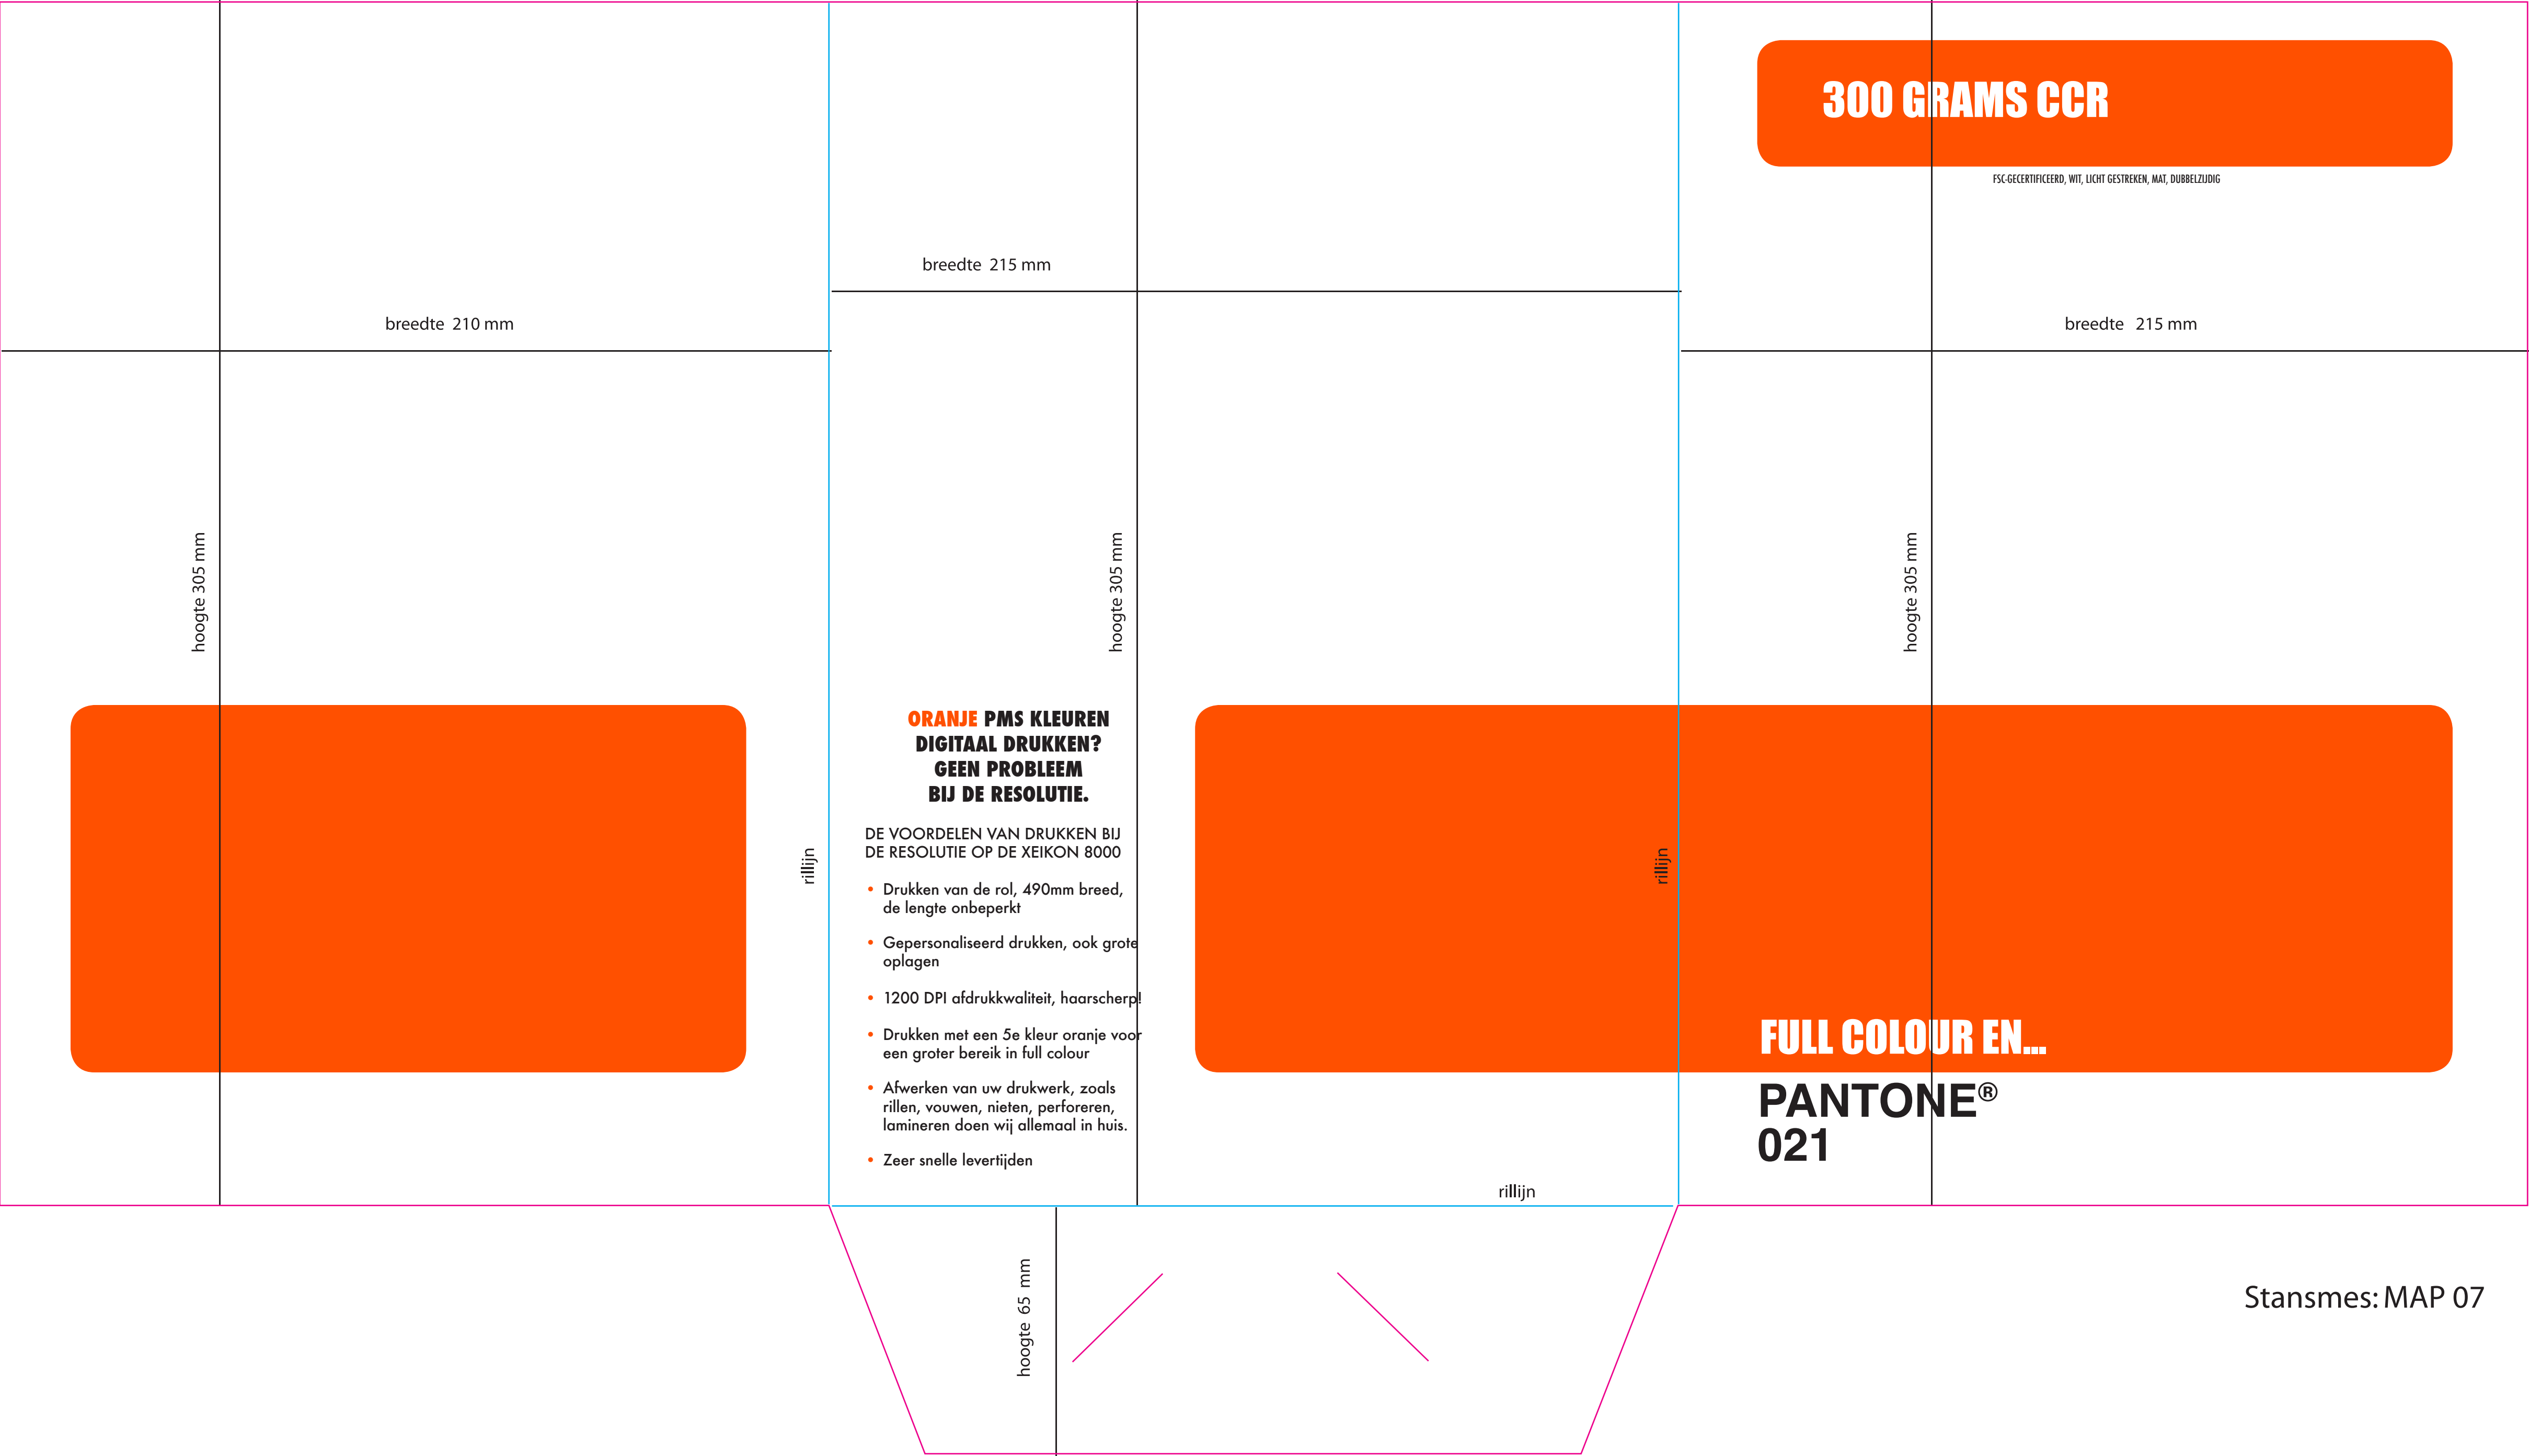 300 GRAMS CCR
FSC-GECERTIFICEERD, WIT, LICHT GESTREKEN, MAT, DUBBELZIJDIG
breedte 215 mm
breedte 210 mm
breedte 215 mm
hoogte 305 mm
hoogte 305 mm
hoogte 305 mm
ORANJE PMS KLEUREN
DIGITAAL DRUKKEN?
GEEN PROBLEEM
BIJ DE RESOLUTIE.
DE VOORDELEN VAN DRUKKEN BIJ
DE RESOLUTIE OP DE XEIKON 8000
• Drukken van de rol, 490mm breed,
de lengte onbeperkt
• Gepersonaliseerd drukken, ook grote
oplagen
• 1200 DPI afdrukkwaliteit, haarscherp!
• Drukken met een 5e kleur oranje voor
een groter bereik in full colour
• Afwerken van uw drukwerk, zoals
rillen, vouwen, nieten, perforeren,
lamineren doen wij allemaal in huis.
• Zeer snelle levertijden
rillijn
rillijn
FULL COLOUR EN...
PANTONE®
021
rillijn
hoogte 65 mm
Stansmes: MAP 07